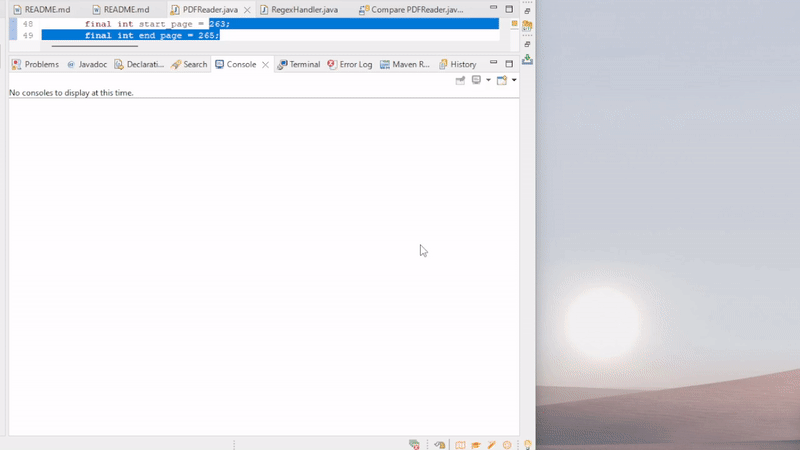 README.md README.md PDFReader.java RegexHandler.java Compare PDFReader.jav...
48 final int start_page = 263;
49 final int end_page = 265;
Problems Javadoc Declarati... Search Console Terminal Error Log Maven R... History
No consoles to display at this time.